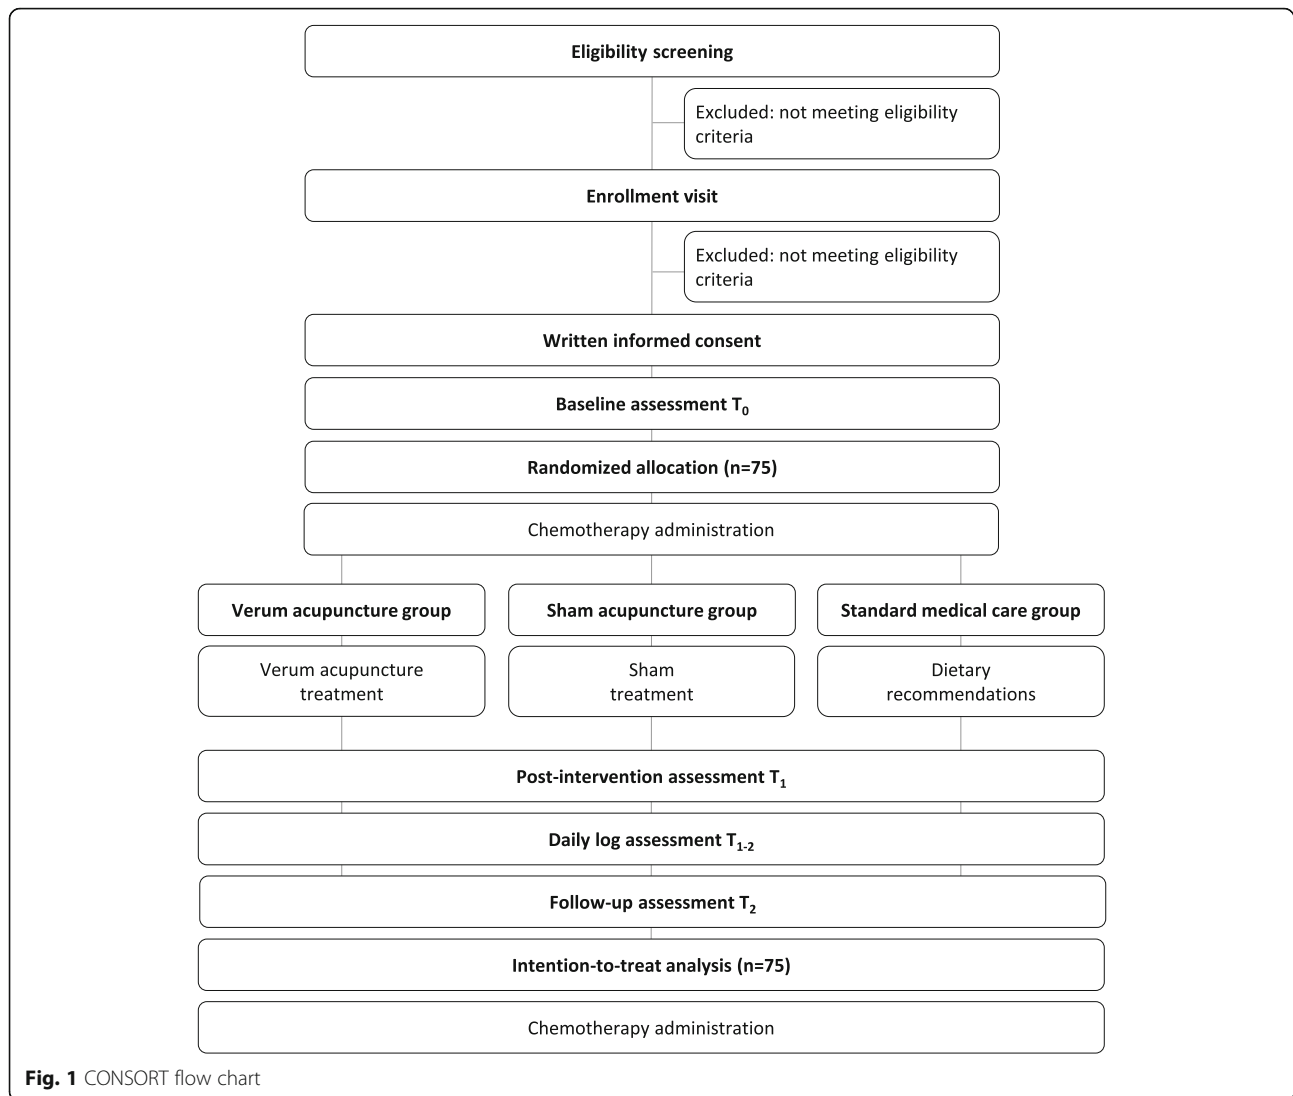 Eligibility screening
Excluded: not meeting eligibility
criteria
Enrollment visit
Excluded: not meeting eligibility
criteria
Written informed consent
Baseline assessment T0
Randomized allocation (n=75)
Chemotherapy administration
Verum acupuncture group
Sham acupuncture group
Standard medical care group
Verum acupuncture
treatment
Sham
treatment
Dietary
recommendations
Post-intervention assessment T1
Daily log assessment T1-2
Follow-up assessment T2
Intention-to-treat analysis (n=75)
Chemotherapy administration
Fig. 1 CONSORT flow chart